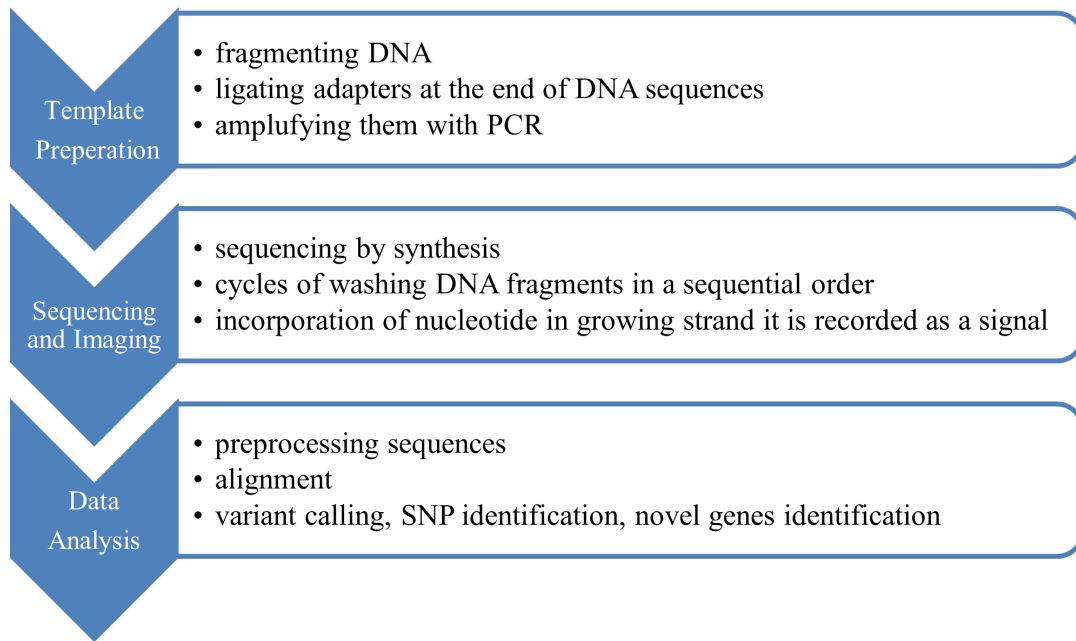 Template
Preperation
• fragmenting DNA
• ligating adapters at the end of DNA sequences
• amplufying them with PCR
Sequencing
and Imaging
• sequencing by synthesis
• cycles of washing DNA fragments in a sequential order
• incorporation of nucleotide in growing strand it is recorded as a signal
Data
Analysis
• preprocessing sequences
• alignment
• variant calling, SNP identification, novel genes identification